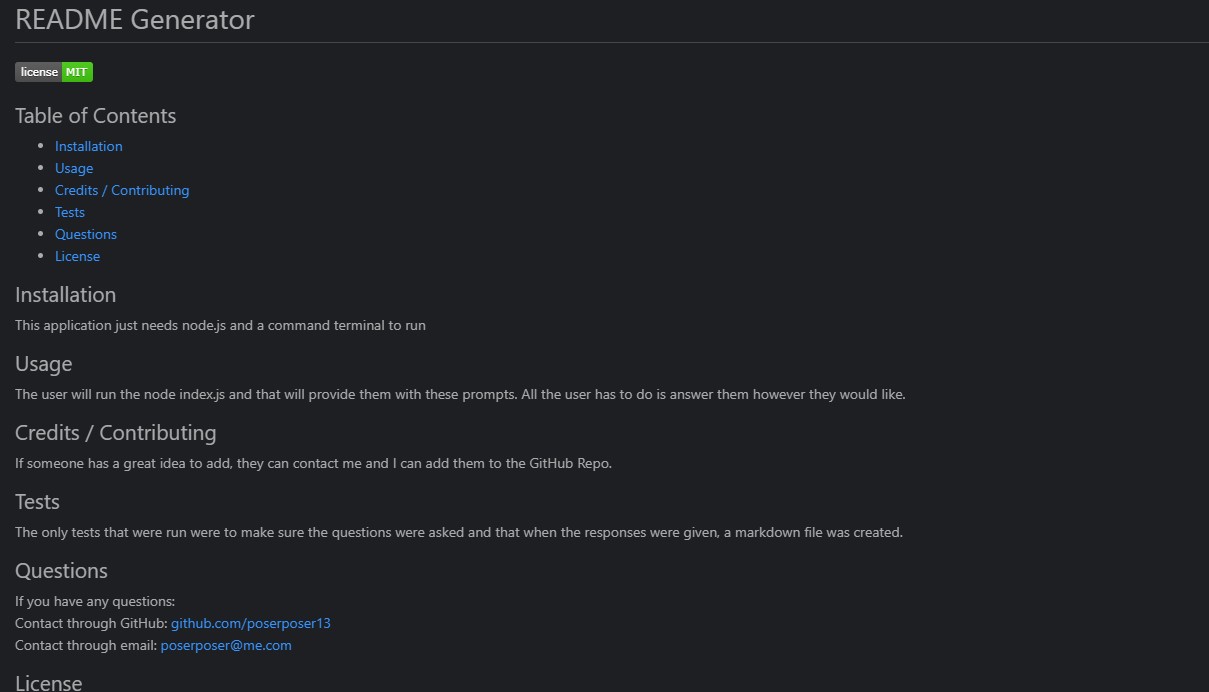 README Generator
license MIT
Table of Contents
Installation
Usage
Credits / Contributing
Tests
Questions
License
Installation
This application just needs node.js and a command terminal to run
Usage
The user will run the node index.js and that will provide them with these prompts. All the user has to do is answer them however they would like.
Credits / Contributing
If someone has a great idea to add, they can contact me and I can add them to the GitHub Repo.
Tests
The only tests that were run were to make sure the questions were asked and that when the responses were given, a markdown file was created.
Questions
If you have any questions:
Contact through GitHub: github.com/poserposer13
Contact through email: poserposer@me.com
License